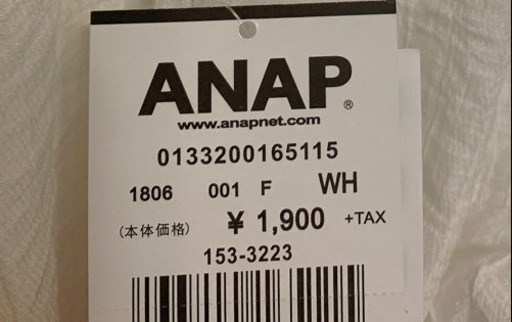 ANAP®
www.anapnet.com
0133200165115
1806 001 F WH
(本体価格) ¥ 1,900 +TAX
153-3223